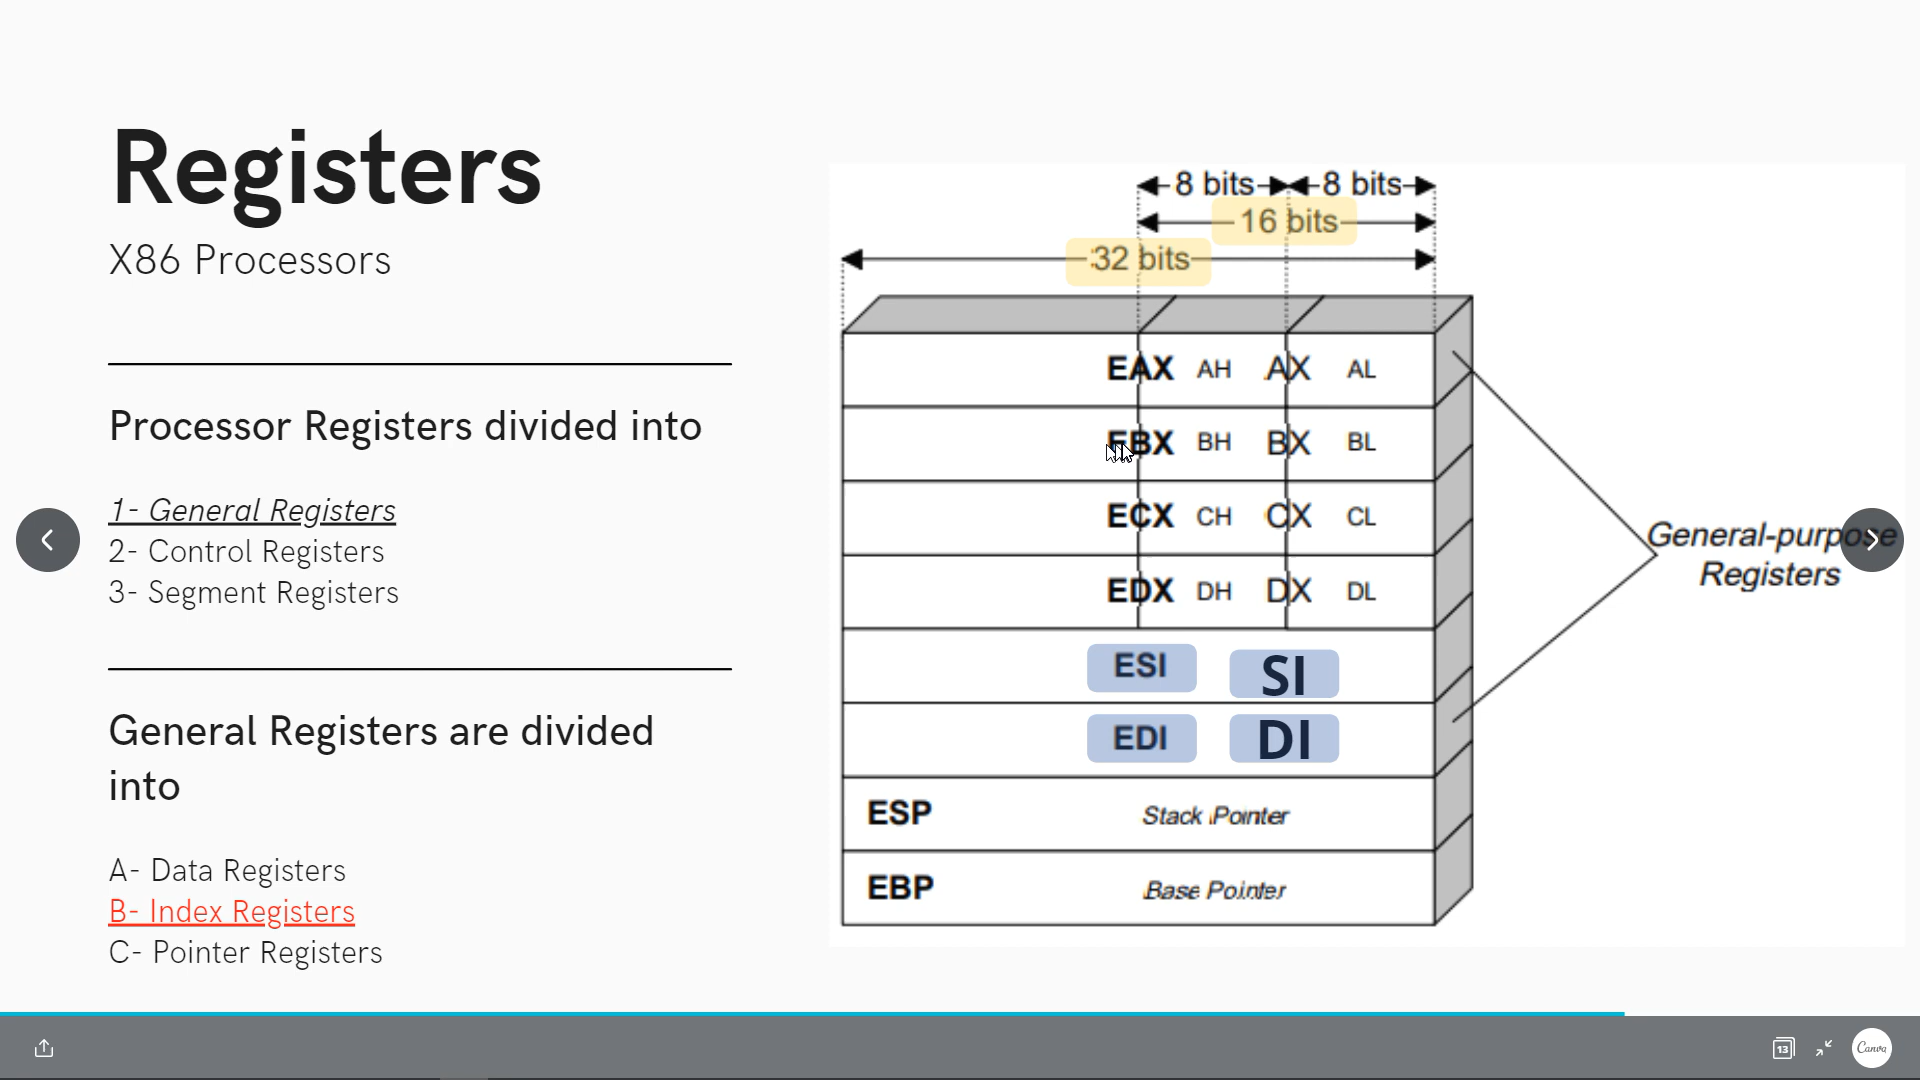 Registers
X86 Processors
Processor Registers divided into
1- General Registers
2- Control Registers
3- Segment Registers
General Registers are divided
into
A- Data Registers
B- Index Registers
C- Pointer Registers
8 bits 8 bits
16 bits
32 bits
EAX AH AX AL
EBX BH BX BL
ECX CH CX CL
EDX DH DX DL
ESI SI
EDI DI
ESP Stack Pointer
EBP Base Pointer
General-purpose
Registers
13
Canva